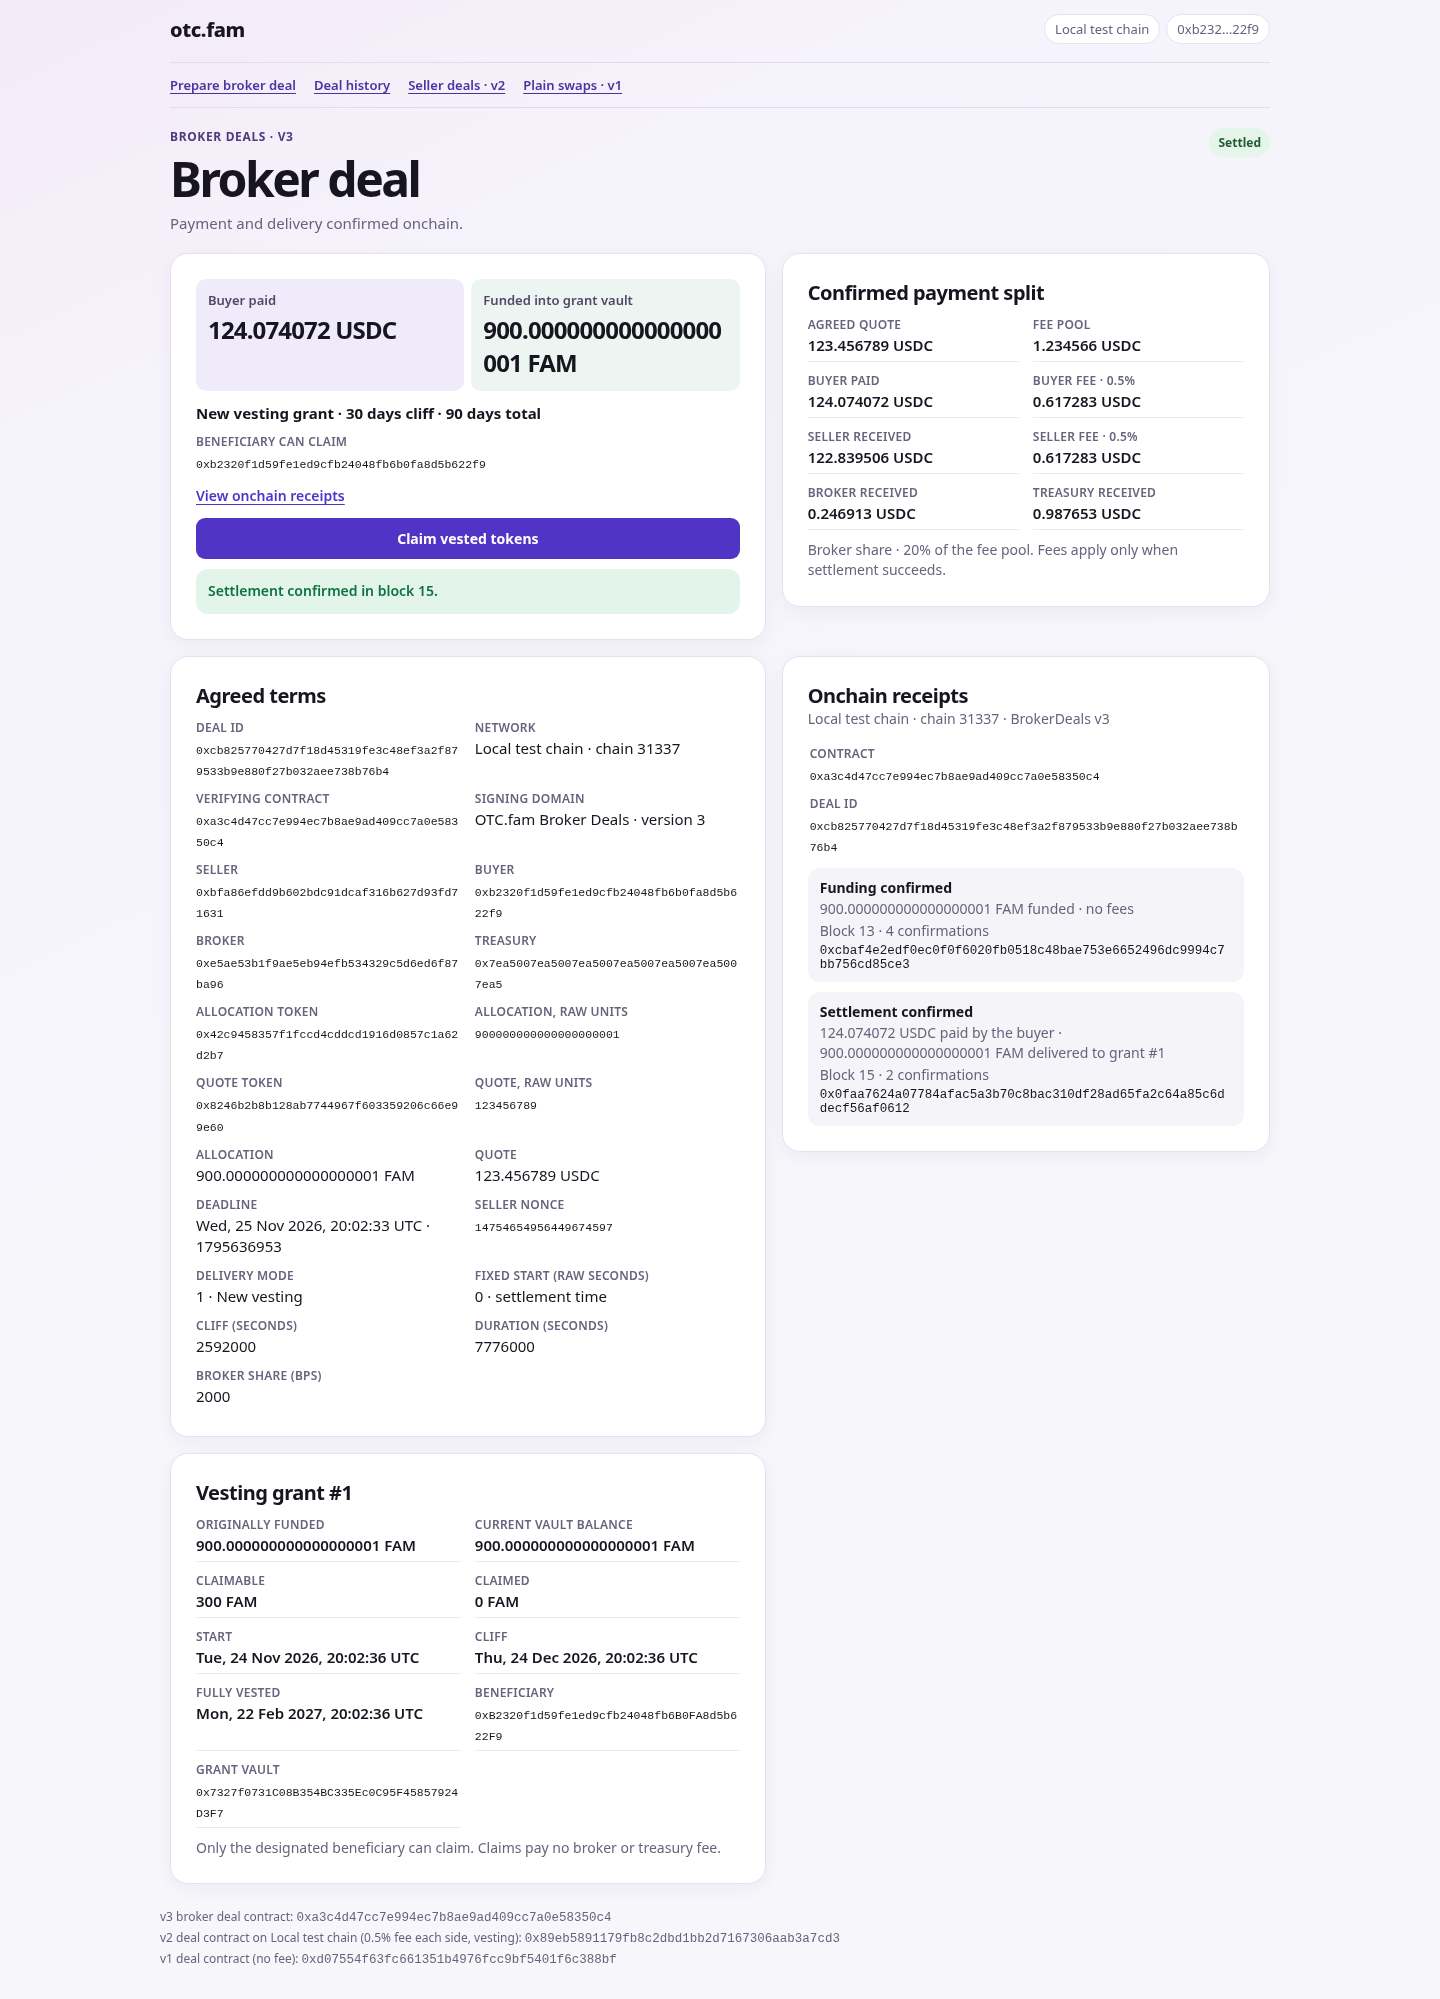 otc.fam
Local test chain
0xb232…22f9
Prepare broker deal
Deal history
Seller deals · v2
Plain swaps · v1
BROKER DEALS · V3
Settled
Broker deal
Payment and delivery confirmed onchain.
Buyer paid
124.074072 USDC
Funded into grant vault
900.000000000000000
001 FAM
New vesting grant · 30 days cliff · 90 days total
BENEFICIARY CAN CLAIM
0xb2320f1d59fe1ed9cfb24048fb6b0fa8d5b622f9
View onchain receipts
Claim vested tokens
Settlement confirmed in block 15.
Confirmed payment split
AGREED QUOTE
123.456789 USDC
FEE POOL
1.234566 USDC
BUYER PAID
124.074072 USDC
BUYER FEE · 0.5%
0.617283 USDC
SELLER RECEIVED
122.839506 USDC
SELLER FEE · 0.5%
0.617283 USDC
BROKER RECEIVED
0.246913 USDC
TREASURY RECEIVED
0.987653 USDC
Broker share · 20% of the fee pool. Fees apply only when
settlement succeeds.
Agreed terms
DEAL ID
0xcb825770427d7f18d45319fe3c48ef3a2f87
9533b9e880f27b032aee738b76b4
NETWORK
Local test chain · chain 31337
VERIFYING CONTRACT
0xa3c4d47cc7e994ec7b8ae9ad409cc7a0e583
50c4
SIGNING DOMAIN
OTC.fam Broker Deals · version 3
SELLER
0xbfa86efdd9b602bdc91dcaf316b627d93fd7
1631
BUYER
0xb2320f1d59fe1ed9cfb24048fb6b0fa8d5b6
22f9
BROKER
0xe5ae53b1f9ae5eb94efb534329c5d6ed6f87
ba96
TREASURY
0x7ea5007ea5007ea5007ea5007ea5007ea500
7ea5
ALLOCATION TOKEN
0x42c9458357f1fccd4cddcd1916d0857c1a62
d2b7
ALLOCATION, RAW UNITS
900000000000000000001
QUOTE TOKEN
0x8246b2b8b128ab7744967f603359206c66e9
9e60
QUOTE, RAW UNITS
123456789
ALLOCATION
900.000000000000000001 FAM
QUOTE
123.456789 USDC
DEADLINE
Wed, 25 Nov 2026, 20:02:33 UTC ·
1795636953
SELLER NONCE
14754654956449674597
DELIVERY MODE
1 · New vesting
FIXED START (RAW SECONDS)
0 · settlement time
CLIFF (SECONDS)
2592000
DURATION (SECONDS)
7776000
BROKER SHARE (BPS)
2000
Onchain receipts
Local test chain · chain 31337 · BrokerDeals v3
CONTRACT
0xa3c4d47cc7e994ec7b8ae9ad409cc7a0e58350c4
DEAL ID
0xcb825770427d7f18d45319fe3c48ef3a2f879533b9e880f27b032aee738b
76b4
Funding confirmed
900.000000000000000001 FAM funded · no fees
Block 13 · 4 confirmations
0xcbaf4e2edf0ec0f0f6020fb0518c48bae753e6652496dc9994c7
bb756cd85ce3
Settlement confirmed
124.074072 USDC paid by the buyer ·
900.000000000000000001 FAM delivered to grant #1
Block 15 · 2 confirmations
0x0faa7624a07784afac5a3b70c8bac310df28ad65fa2c64a85c6d
decf56af0612
Vesting grant #1
ORIGINALLY FUNDED
900.000000000000000001 FAM
CURRENT VAULT BALANCE
900.000000000000000001 FAM
CLAIMABLE
300 FAM
CLAIMED
0 FAM
START
Tue, 24 Nov 2026, 20:02:36 UTC
CLIFF
Thu, 24 Dec 2026, 20:02:36 UTC
FULLY VESTED
Mon, 22 Feb 2027, 20:02:36 UTC
BENEFICIARY
0xB2320f1d59fe1ed9cfb24048fb6B0FA8d5b6
22F9
GRANT VAULT
0x7327f0731C08B354BC335Ec0C95F45857924
D3F7
Only the designated beneficiary can claim. Claims pay no broker or treasury fee.
v3 broker deal contract: 0xa3c4d47cc7e994ec7b8ae9ad409cc7a0e58350c4
v2 deal contract on Local test chain (0.5% fee each side, vesting): 0x89eb5891179fb8c2dbd1bb2d7167306aab3a7cd3
v1 deal contract (no fee): 0xd07554f63fc661351b4976fcc9bf5401f6c388bf